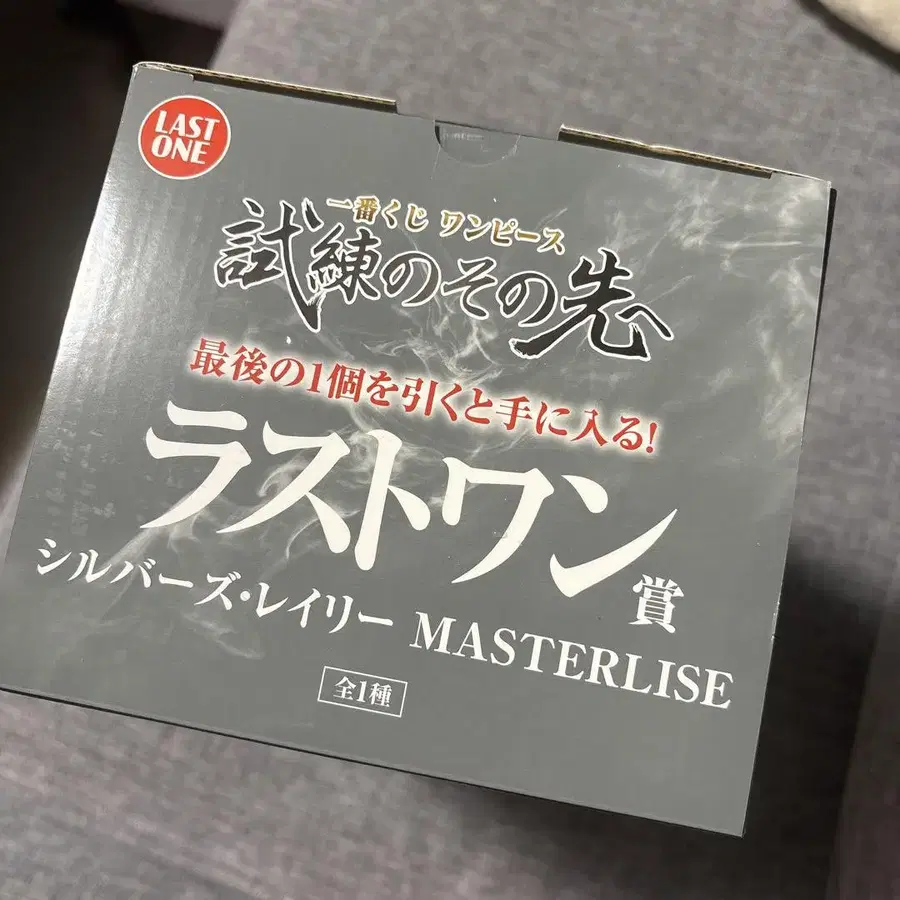 LAST
ONE
一番くじ ワンピース
試練のその先へ
最後の1個を引くと手に入る!
ラストワン賞
シルバーズ・レイリー MASTERLISE
全1種